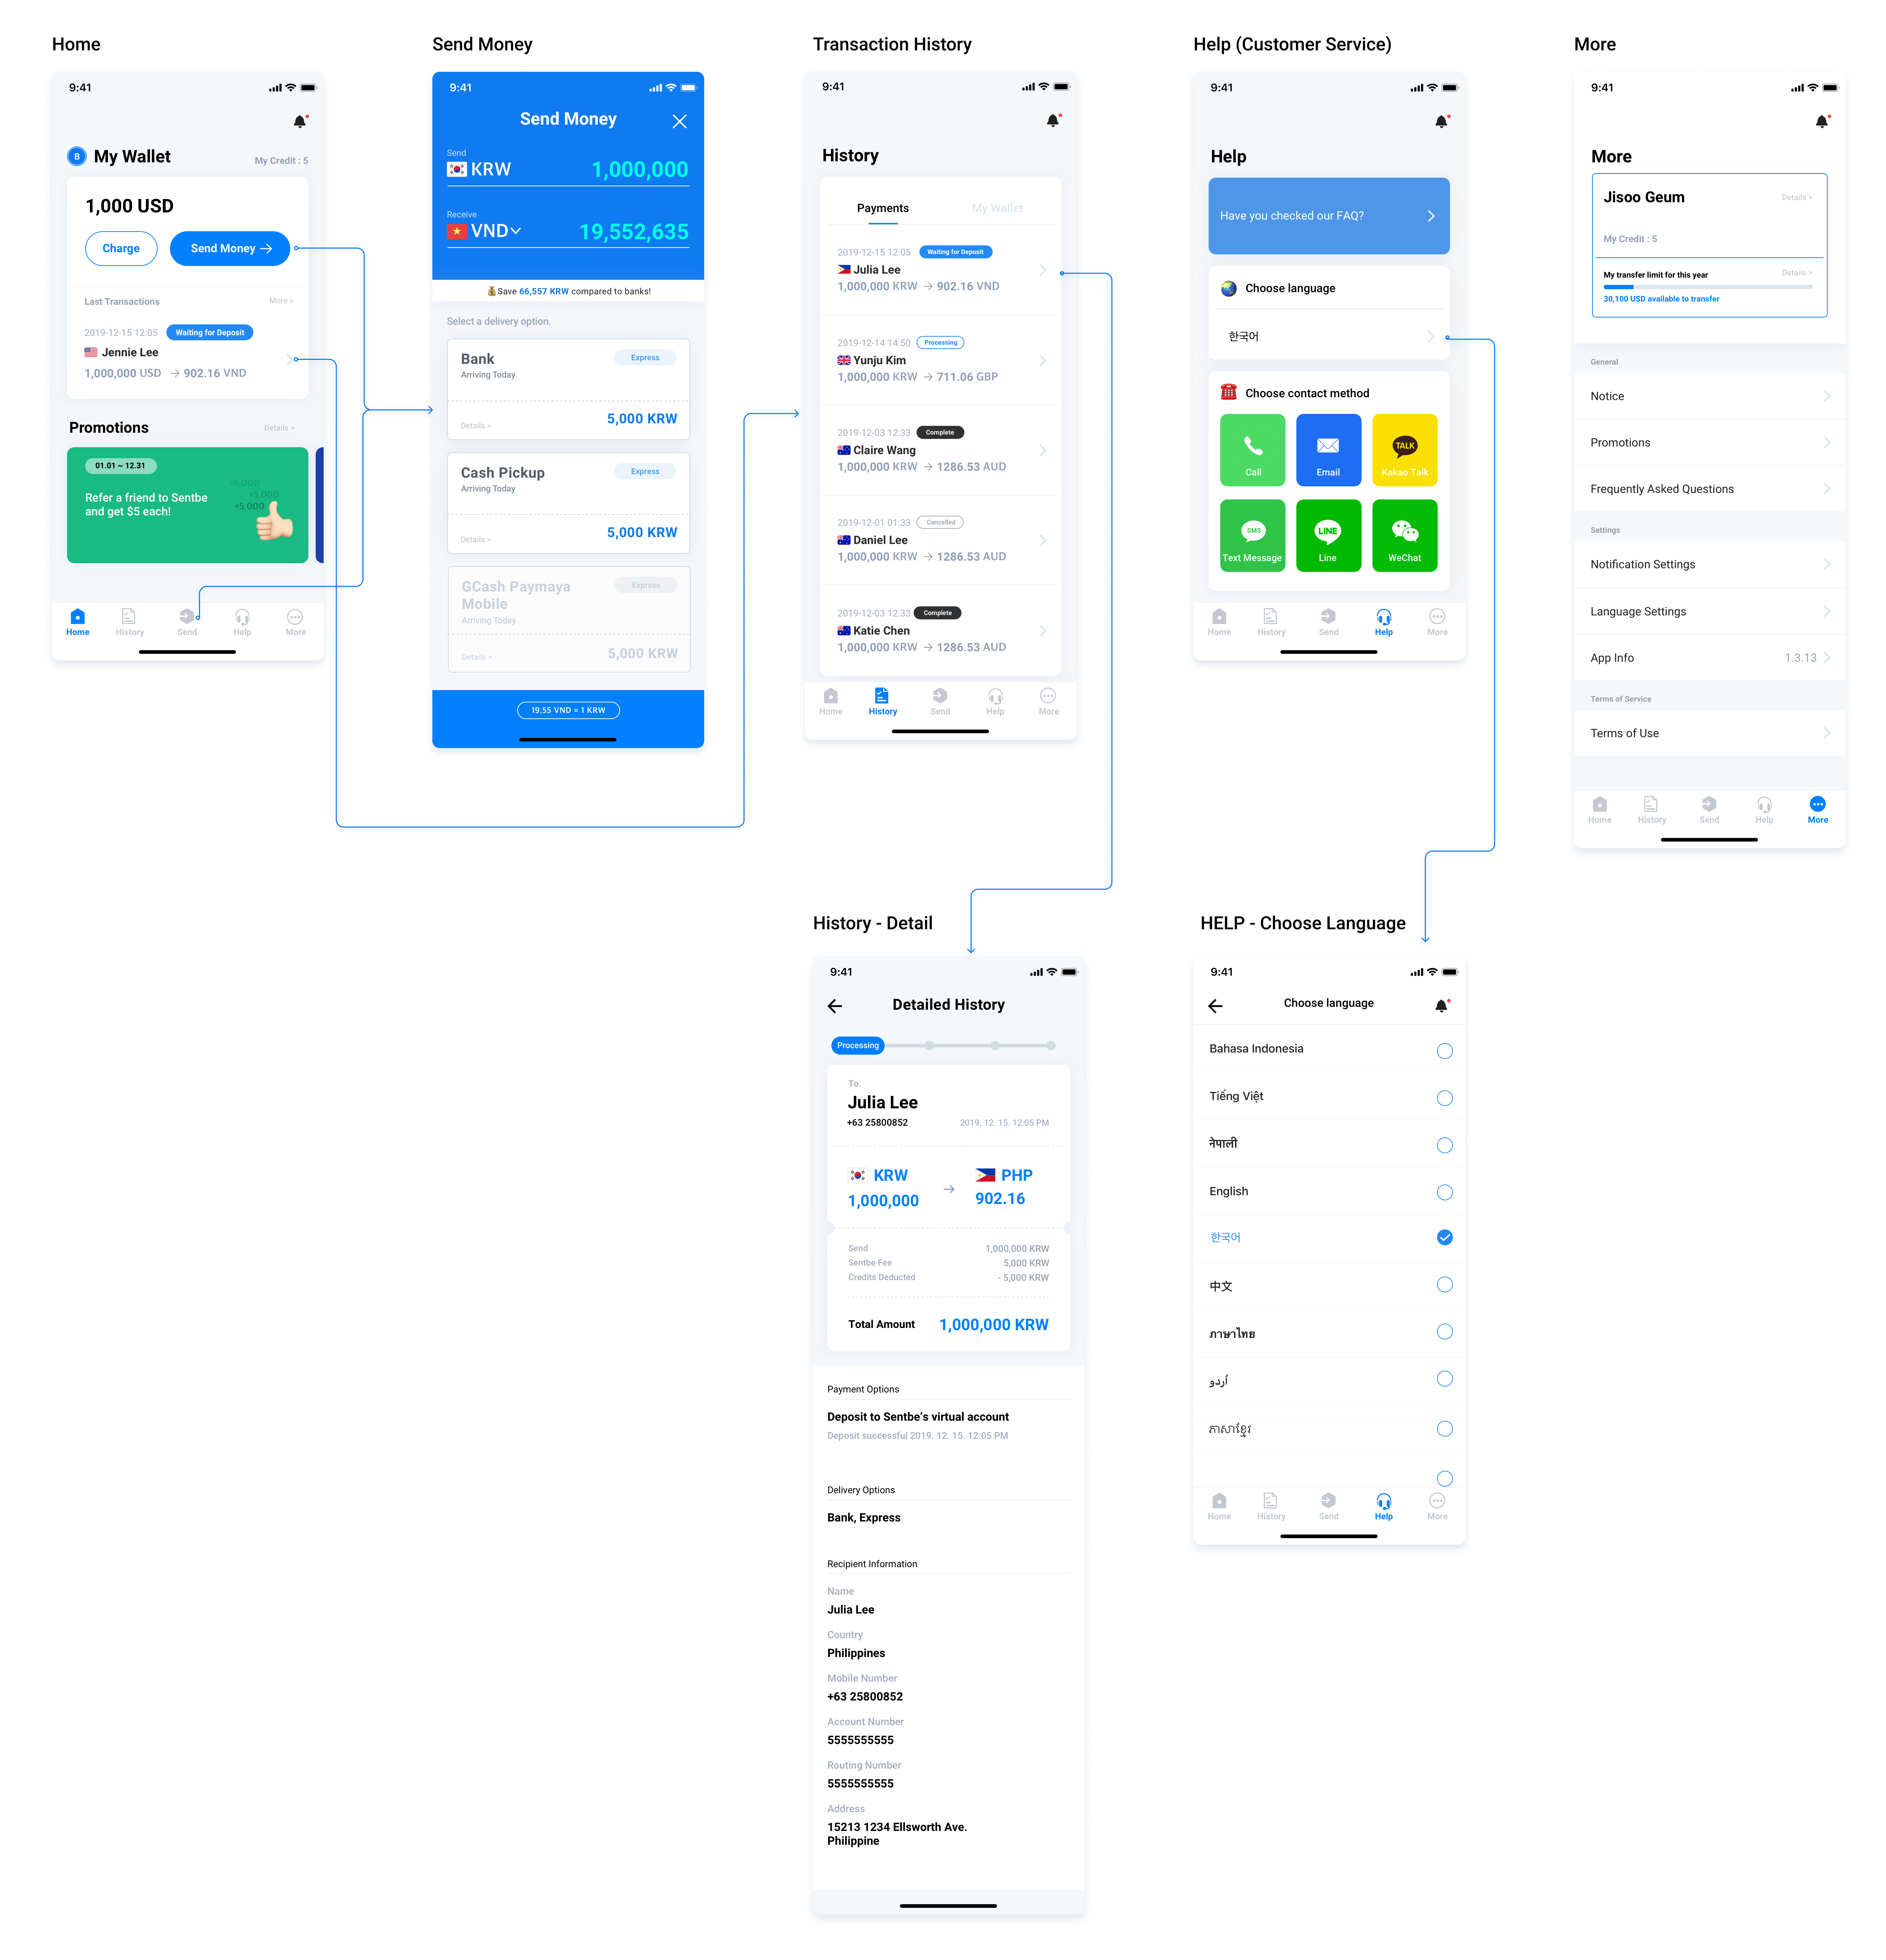 Home
9:41
B My Wallet
My Credit : 5
1,000 USD
Charge
Send Money
Last Transactions
More >
2019-12-15 12:05
Waiting for Deposit
Jennie Lee
1,000,000 USD → 902.16 VND
Promotions
Details >
01.01 ~ 12.31
Refer a friend to Sentbe
and get $5 each!
+5,000
+5,000
+5,000
Home
History
Send
Help
More
Send Money
9:41
Send Money
Send
KRW
1,000,000
Receive
VND
19,552,635
Save 66,557 KRW compared to banks!
Select a delivery option.
Bank
Express
Arriving Today
Details >
5,000 KRW
Cash Pickup
Express
Arriving Today
Details >
5,000 KRW
GCash Paymaya
Mobile
Express
Arriving Today
Details >
5,000 KRW
19.55 VND = 1 KRW
Transaction History
9:41
History
Payments
My Wallet
2019-12-15 12:05
Waiting for Deposit
Julia Lee
1,000,000 KRW → 902.16 VND
2019-12-14 14:50
Processing
Yunju Kim
1,000,000 KRW → 711.06 GBP
2019-12-03 12:33
Complete
Claire Wang
1,000,000 KRW → 1286.53 AUD
2019-12-01 01:33
Cancelled
Daniel Lee
1,000,000 KRW → 1286.53 AUD
2019-12-03 12:33
Complete
Katie Chen
1,000,000 KRW → 1286.53 AUD
Home
History
Send
Help
More
Help (Customer Service)
9:41
Help
Have you checked our FAQ?
Choose language
한국어
Choose contact method
Call
Email
TALK
Kakao Talk
SMS
Text Message
LINE
Line
WeChat
Home
History
Send
Help
More
More
9:41
More
Jisoo Geum
Details >
My Credit : 5
My transfer limit for this year
Details >
30,100 USD available to transfer
General
Notice
Promotions
Frequently Asked Questions
Settings
Notification Settings
Language Settings
App Info
1.3.13
Terms of Service
Terms of Use
Home
History
Send
Help
More
History - Detail
9:41
Detailed History
Processing
To.
Julia Lee
+63 25800852
2019. 12. 15. 12:05 PM
KRW
1,000,000
→
PHP
902.16
Send
1,000,000 KRW
Sentbe Fee
5,000 KRW
Credits Deducted
- 5,000 KRW
Total Amount
1,000,000 KRW
Payment Options
Deposit to Sentbe’s virtual account
Deposit successful 2019. 12. 15. 12:05 PM
Delivery Options
Bank, Express
Recipient Information
Name
Julia Lee
Country
Philippines
Mobile Number
+63 25800852
Account Number
5555555555
Routing Number
5555555555
Address
15213 1234 Ellsworth Ave.
Philippine
HELP - Choose Language
9:41
Choose language
Bahasa Indonesia
Tiếng Việt
नेपाली
English
한국어
中文
ภาษาไทย
اُردو
ភាសាខ្មែរ
Home
History
Send
Help
More